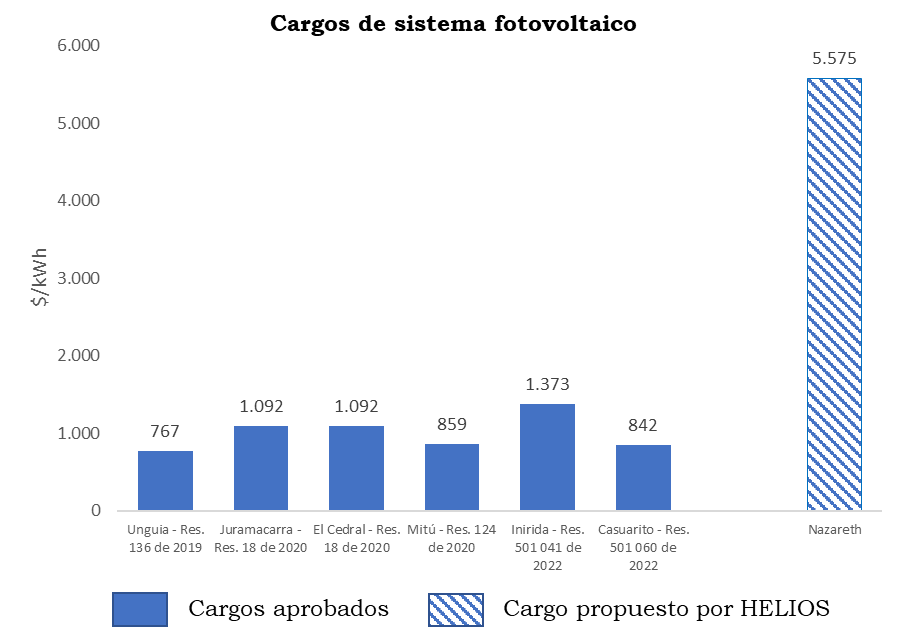 Cargos de sistema fotovoltaico
6.000
5.000
4.000
3.000
2.000
1.000
0
$/kWh
767
1.092
1.092
859
1.373
842
5.575
Unguia - Res.
136 de 2019
Juramacarra -
Res. 18 de 2020
El Cedral - Res.
18 de 2020
Mitú - Res. 124
de 2020
Inirida - Res.
501 041 de
2022
Casuarito - Res.
501 060 de
2022
Nazareth
Cargos aprobados
Cargo propuesto por HELIOS